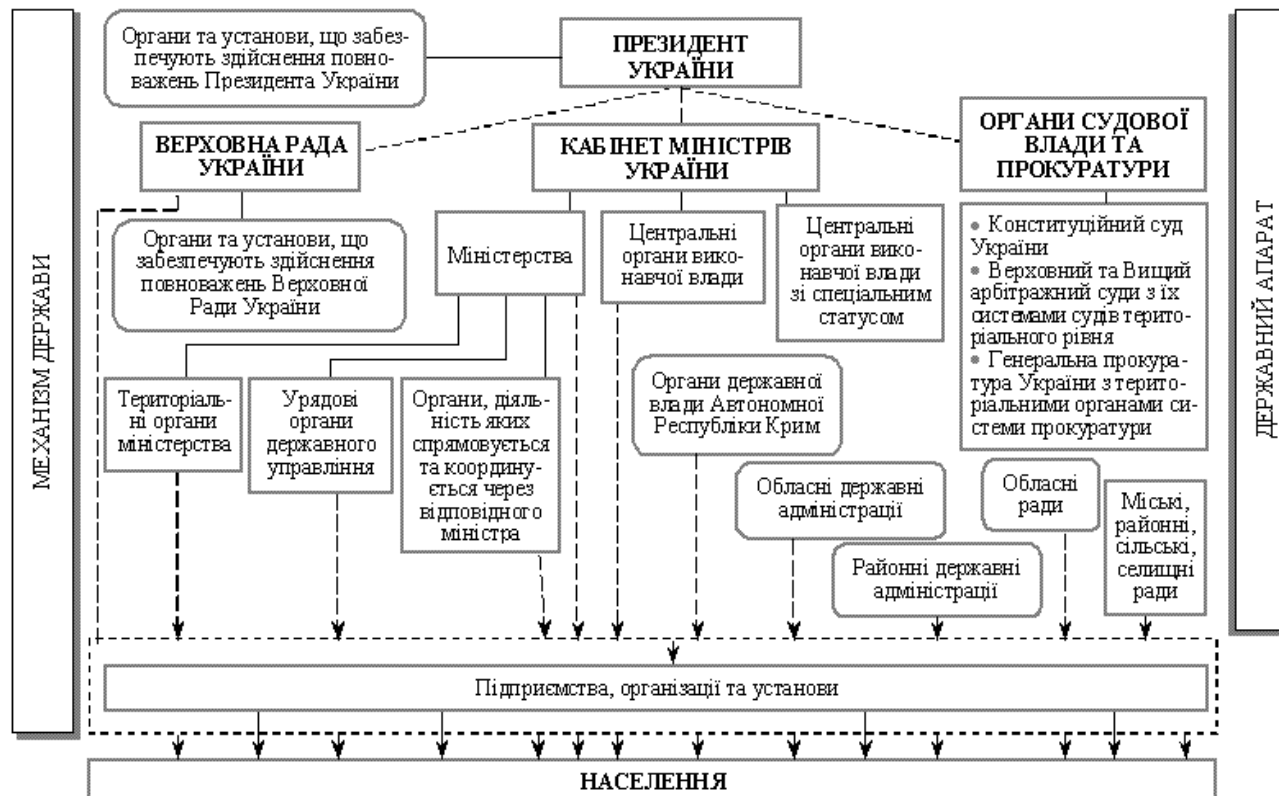 МЕХАНІЗМ ДЕРЖАВИ
Органи та установи, що забез-
печують здійснення повно-
важень Президента України
ПРЕЗИДЕНТ
УКРАЇНИ
ВЕРХОВНА РАДА
УКРАЇНИ
КАБІНЕТ МІНІСТРІВ
УКРАЇНИ
ОРГАНИ СУДОВОЇ
ВЛАДИ ТА
ПРОКУРАТУРИ
Органи та установи, що
забезпечують здійснення
повноважень Верховної
Ради України
Міністерства
Центральні
органи вико-
навчої влади
Центральні
органи вико-
навчої влади
зі спеціальним
статусом
• Конституційний суд
України
• Верховний та Вищий
арбітражний суди з їх
системами судів терито-
ріального рівня
• Генеральна прокура-
тура України з терито-
ріальними органами си-
стеми прокуратури
Територіаль-
ні органи
міністерства
Урядові
органи
державного
управління
Органи, діяль-
ність яких
спрямовується
та координу-
ється через
відповідного
міністра
Органи державної
влади Автономної
Республіки Крим
Обласні державні
адміністрації
Районні державні
адміністрації
Обласні
ради
Міські,
районні,
сільські,
селищні
ради
Підприємства, організації та установи
НАСЕЛЕННЯ
ДЕРЖАВНИЙ АПАРАТ